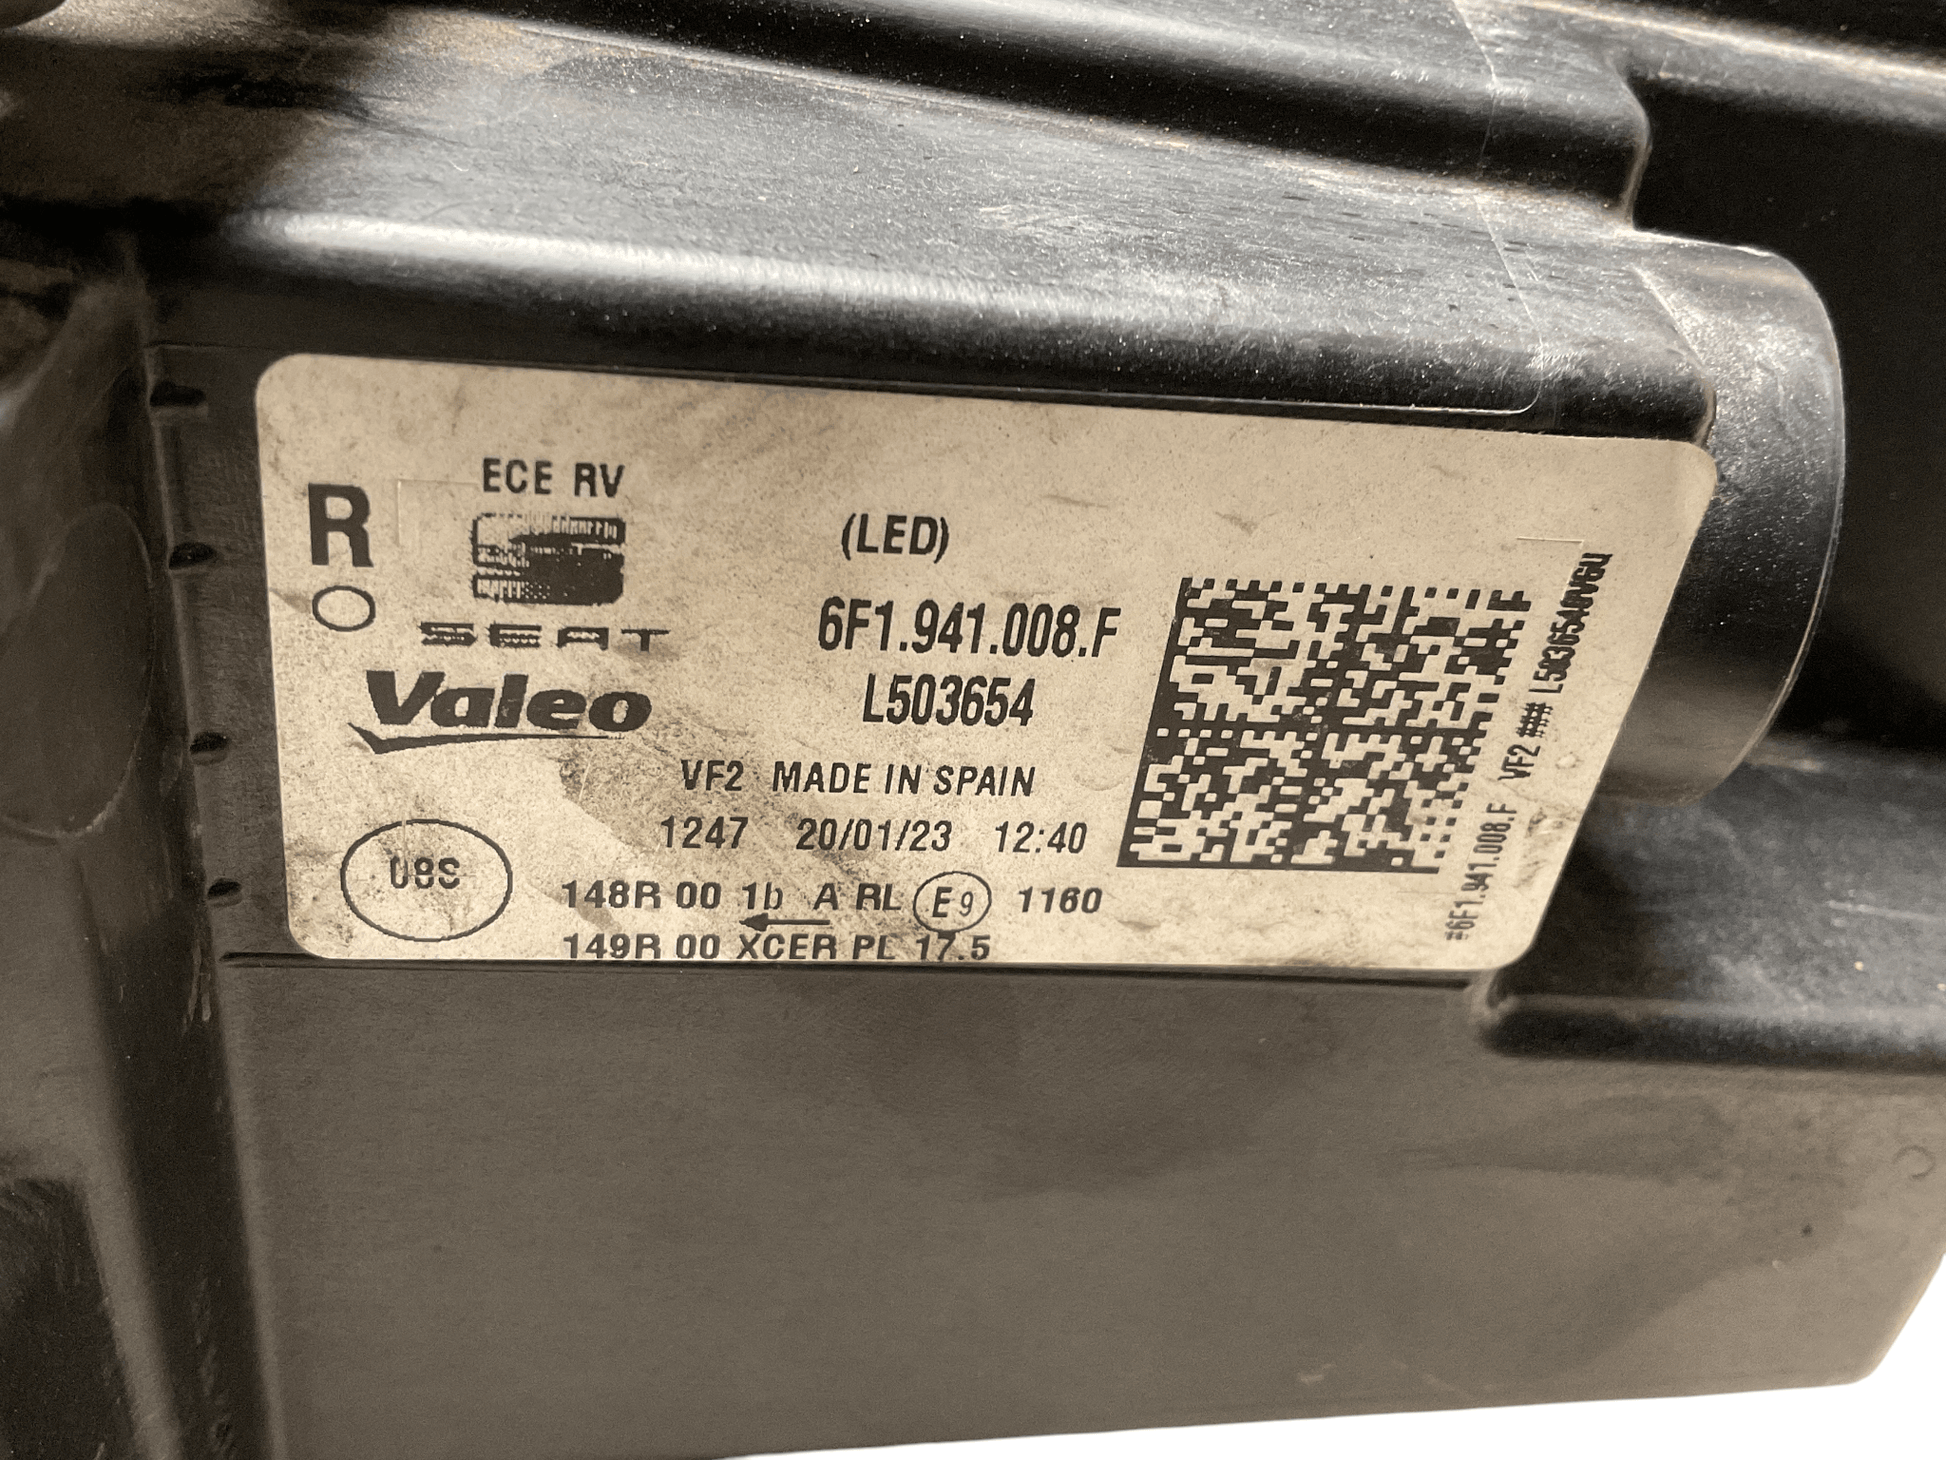 R
ECE RV
SEAT
Valeo
(LED)
6F1.941.008.F
L503654
VF2 MADE IN SPAIN
1247 20/01/23 12:40
08S
148R 00 1b A RL E9 1160
149R 00 XCER PL 17.5
#6F1.941.008.F VF2 ###